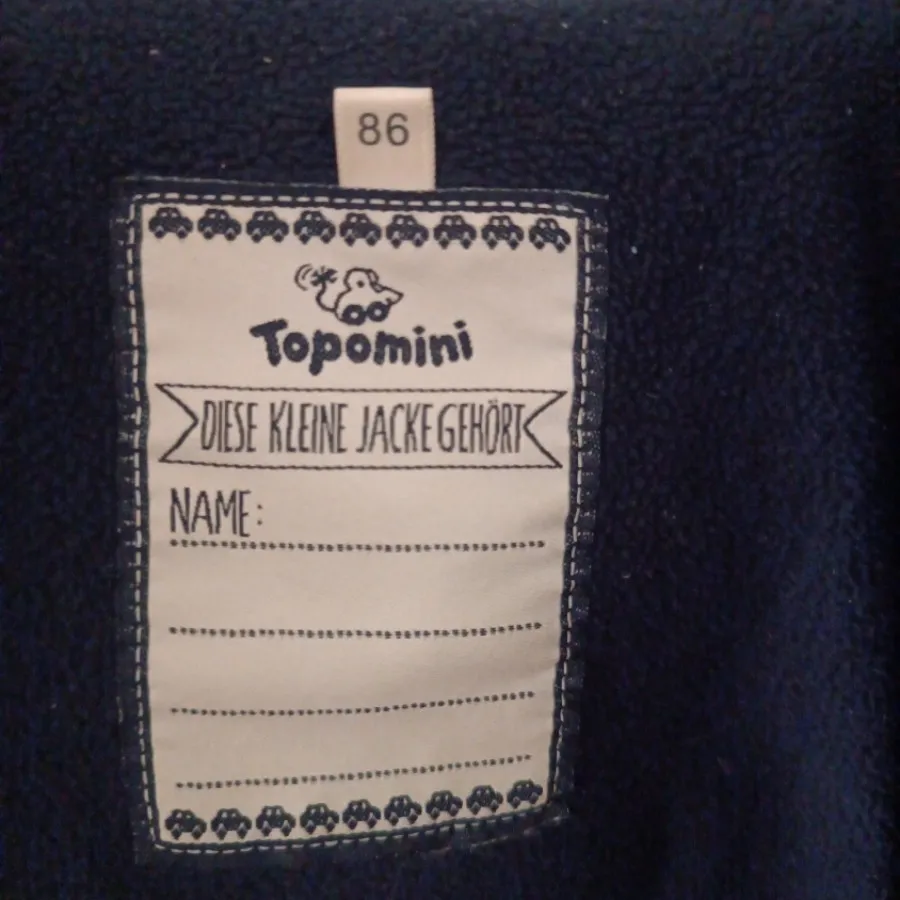 86
Topomini
DIESE KLEINE JACKE GEHÖRT
NAME: